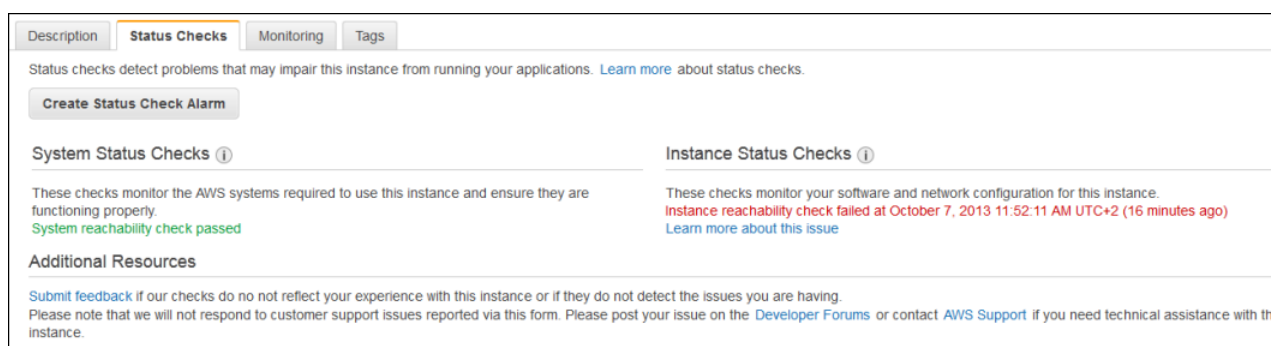 Description Status Checks Monitoring Tags
Status checks detect problems that may impair this instance from running your applications. Learn more about status checks.
Create Status Check Alarm
System Status Checks i
These checks monitor the AWS systems required to use this instance and ensure they are
functioning properly.
System reachability check passed
Instance Status Checks i
These checks monitor your software and network configuration for this instance.
Instance reachability check failed at October 7, 2013 11:52:11 AM UTC+2 (16 minutes ago)
Learn more about this issue
Additional Resources
Submit feedback if our checks do no not reflect your experience with this instance or if they do not detect the issues you are having.
Please note that we will not respond to customer support issues reported via this form. Please post your issue on the Developer Forums or contact AWS Support if you need technical assistance with th
instance.